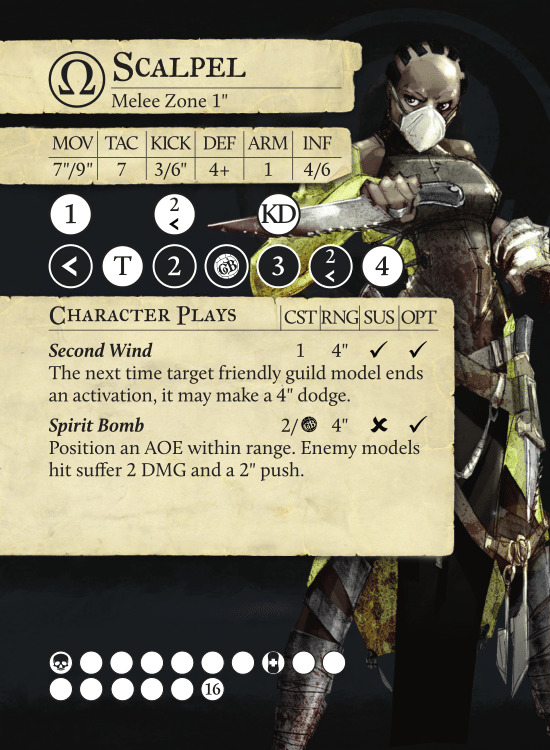 Ω SCALPEL
Melee Zone 1"
MOV TAC KICK DEF ARM INF
7"/9" 7 3/6" 4+ 1 4/6
1 2 < KD
< T 2 GB 3 2 < 4
CHARACTER PLAYS CST RNG SUS OPT
Second Wind 1 4" ✓ ✓
The next time target friendly guild model ends
an activation, it may make a 4" dodge.
Spirit Bomb 2/GB 4" ✘ ✓
Position an AOE within range. Enemy models
hit suffer 2 DMG and a 2" push.
16